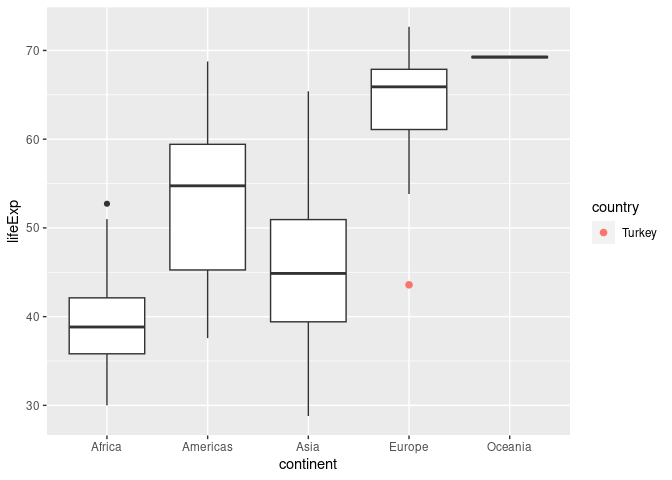 70
60
50
40
30
lifeExp
Africa Americas Asia Europe Oceania
continent
country
Turkey